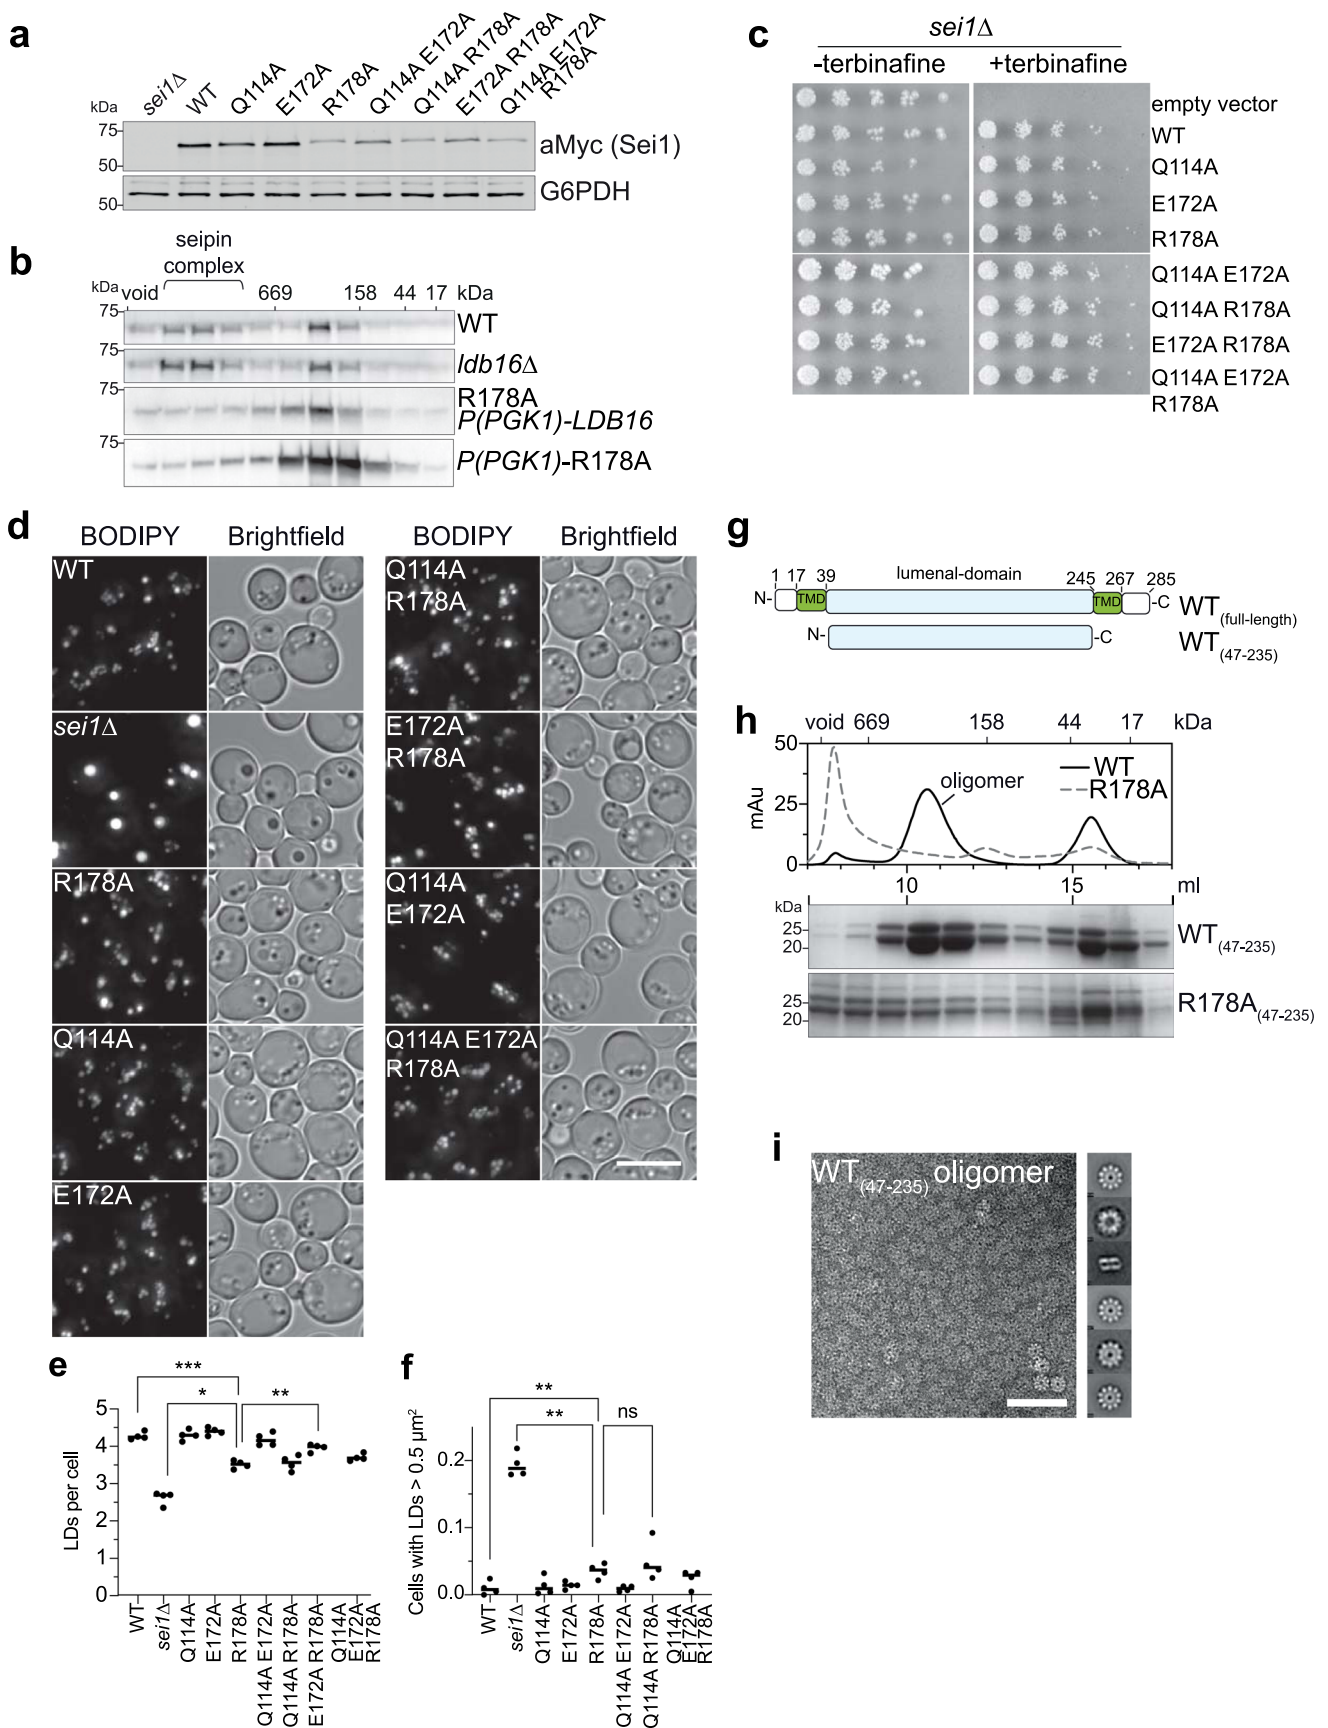 a
kDa
sei1Δ
WT
Q114A
E172A
R178A
Q114A E172A
Q114A R178A
E172A R178A
Q114A E172A
R178A
75
50
aMyc (Sei1)
50
G6PDH
b
seipin
complex
kDa void 669 158 44 17 kDa
75
WT
75
ldb16Δ
75
R178A
P(PGK1)-LDB16
75
P(PGK1)-R178A
c
sei1Δ
-terbinafine +terbinafine
empty vector
WT
Q114A
E172A
R178A
Q114A E172A
Q114A R178A
E172A R178A
Q114A E172A
R178A
d
BODIPY Brightfield BODIPY Brightfield
WT
sei1Δ
R178A
Q114A
E172A
Q114A
R178A
E172A
R178A
Q114A
E172A
Q114A E172A
R178A
e
LDs per cell
5
4
3
2
1
0
*** 
* **
WT
sei1Δ
Q114A
E172A
R178A
Q114A E172A
Q114A R178A
E172A R178A
Q114A
E172A
R178A
f
Cells with LDs > 0.5 µm²
0.2
0.1
0.0
**
** ns
WT
sei1Δ
Q114A
E172A
R178A
Q114A E172A
Q114A R178A
Q114A
E172A
R178A
g
1 17 39 lumenal-domain 245 267 285
N- TMD TMD -C WT(full-length)
N- -C WT(47-235)
h
void 669 158 44 17 kDa
50
25
0
mAu
oligomer
WT
R178A
10 15 ml
kDa
25
20
WT(47-235)
25
20
R178A(47-235)
i
WT(47-235) oligomer